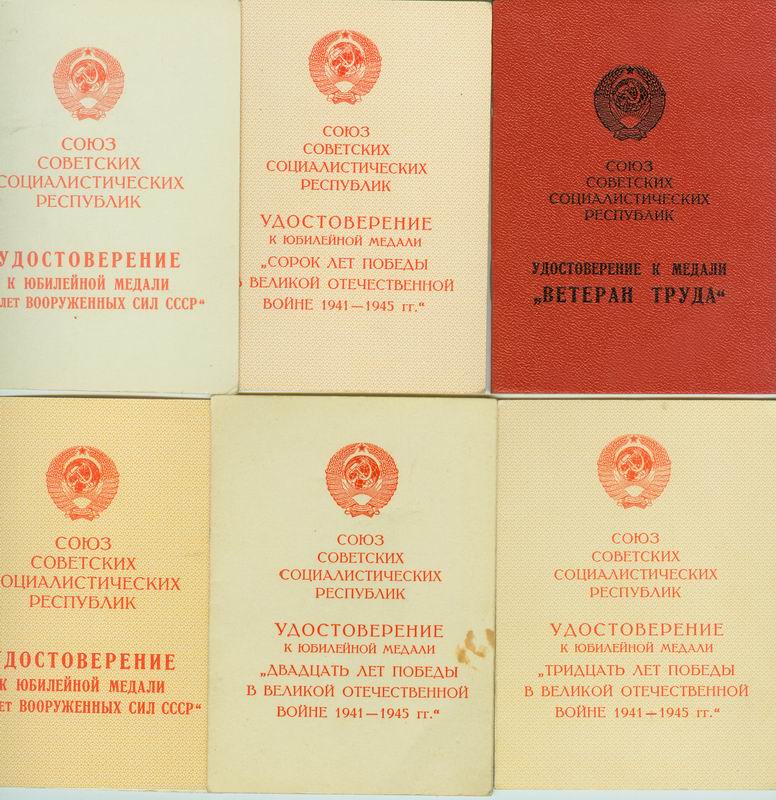 СОЮЗ
СОВЕТСКИХ
СОЦИАЛИСТИЧЕСКИХ
РЕСПУБЛИК
УДОСТОВЕРЕНИЕ
К ЮБИЛЕЙНОЙ МЕДАЛИ
лет ВООРУЖЕННЫХ СИЛ СССР“
СОЮЗ
СОВЕТСКИХ
СОЦИАЛИСТИЧЕСКИХ
РЕСПУБЛИК
УДОСТОВЕРЕНИЕ
К ЮБИЛЕЙНОЙ МЕДАЛИ
„СОРОК ЛЕТ ПОБЕДЫ
В ВЕЛИКОЙ ОТЕЧЕСТВЕННОЙ
ВОЙНЕ 1941—1945 гг.“
СОЮЗ
СОВЕТСКИХ
СОЦИАЛИСТИЧЕСКИХ
РЕСПУБЛИК
УДОСТОВЕРЕНИЕ К МЕДАЛИ
„ВЕТЕРАН ТРУДА“
СОЮЗ
СОВЕТСКИХ
ОЦИАЛИСТИЧЕСКИХ
РЕСПУБЛИК
УДОСТОВЕРЕНИЕ
К ЮБИЛЕЙНОЙ МЕДАЛИ
ет ВООРУЖЕННЫХ СИЛ СССР“
СОЮЗ
СОВЕТСКИХ
СОЦИАЛИСТИЧЕСКИХ
РЕСПУБЛИК
УДОСТОВЕРЕНИЕ
К ЮБИЛЕЙНОЙ МЕДАЛИ
„ДВАДЦАТЬ ЛЕТ ПОБЕДЫ
В ВЕЛИКОЙ ОТЕЧЕСТВЕННОЙ
ВОЙНЕ 1941—1945 гг.“
СОЮЗ
СОВЕТСКИХ
СОЦИАЛИСТИЧЕСКИХ
РЕСПУБЛИК
УДОСТОВЕРЕНИЕ
К ЮБИЛЕЙНОЙ МЕДАЛИ
„ТРИДЦАТЬ ЛЕТ ПОБЕДЫ
В ВЕЛИКОЙ ОТЕЧЕСТВЕННОЙ
ВОЙНЕ 1941—1945 гг.“